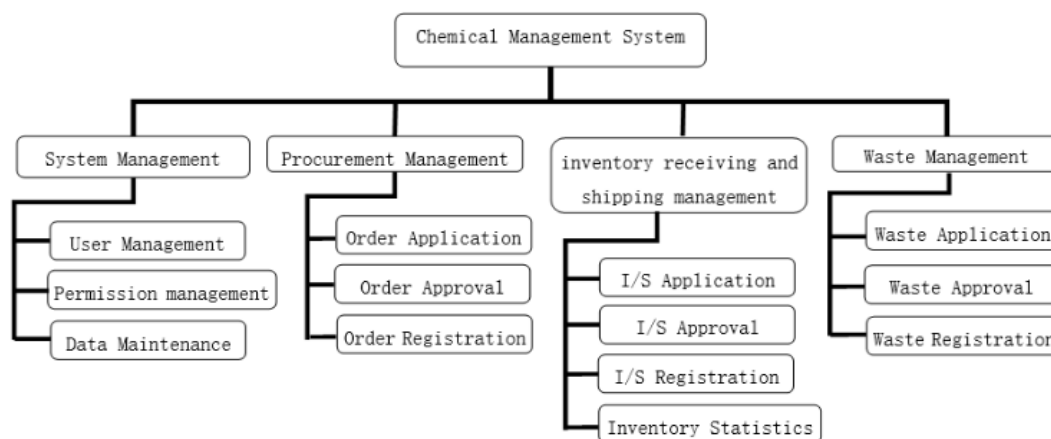 Chemical Management System
System Management
Procurement Management
inventory receiving and
shipping management
Waste Management
User Management
Permission management
Data Maintenance
Order Application
Order Approval
Order Registration
I/S Application
I/S Approval
I/S Registration
Inventory Statistics
Waste Application
Waste Approval
Waste Registration